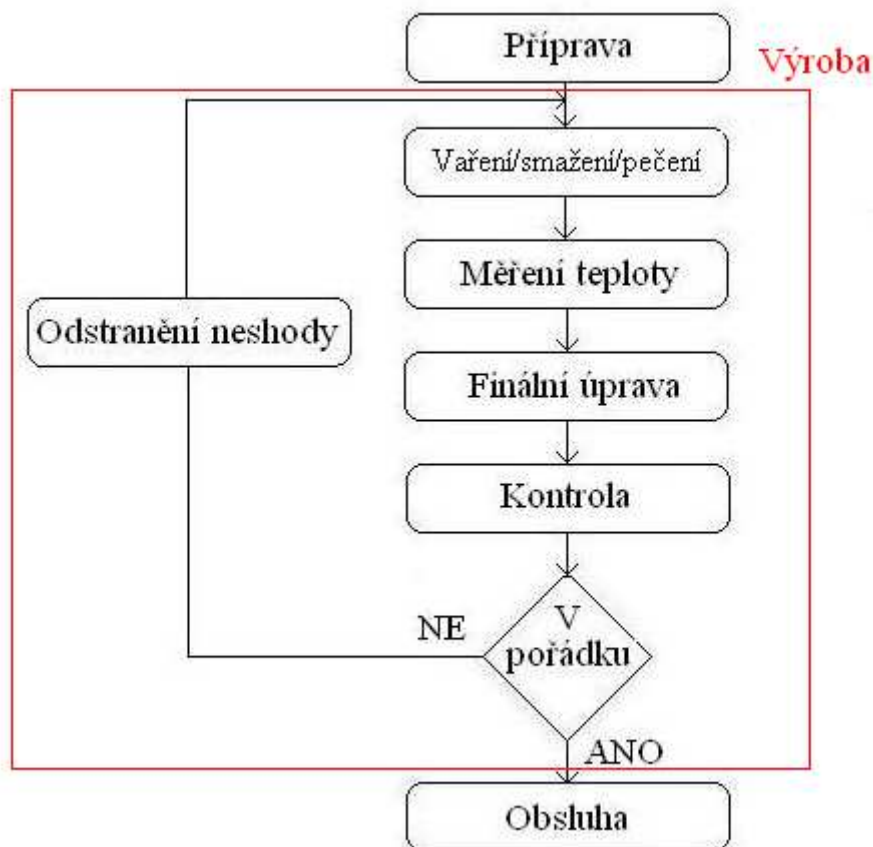 Příprava
Výroba
Vaření/smažení/pečení
Měření teploty
Odstranění neshody
Finální úprava
Kontrola
V
pořádku
NE
ANO
Obsluha